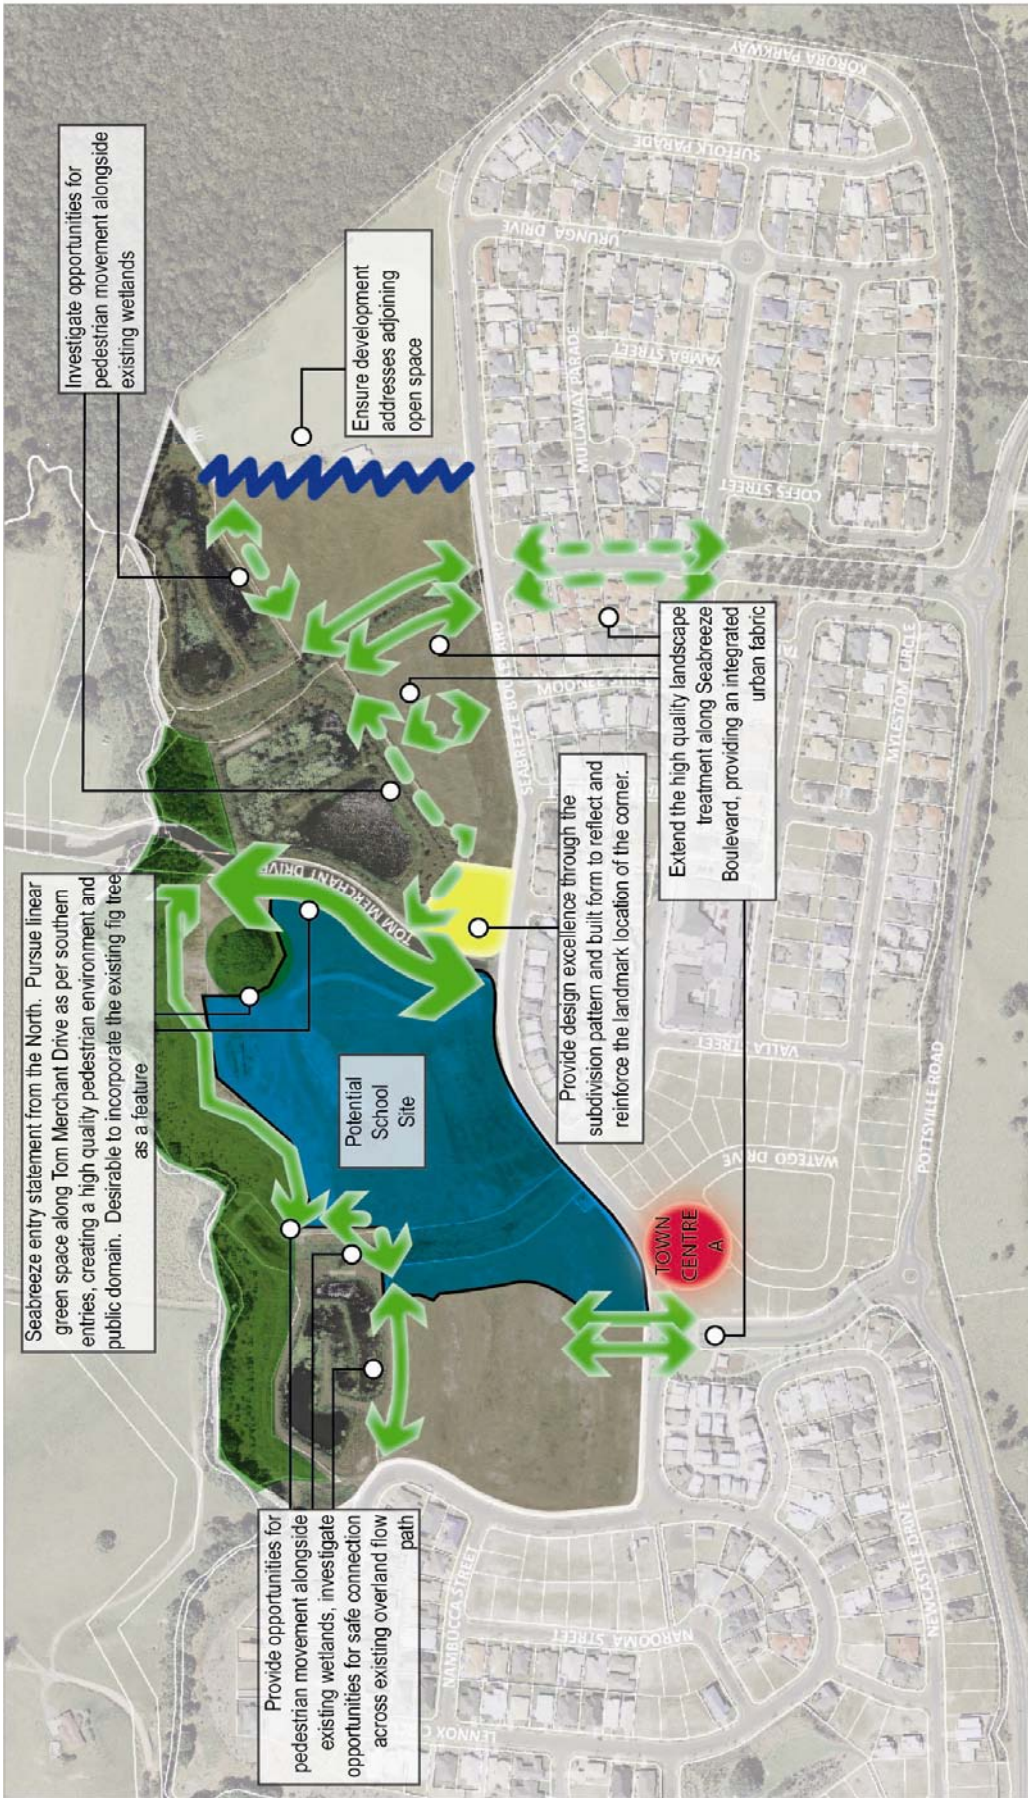 Seabreeze entry statement from the North. Pursue linear
green space along Tom Merchant Drive as per southern
entries, creating a high quality pedestrian environment and
public domain. Desirable to incorporate the existing fig tree
as a feature
Investigate opportunities for
pedestrian movement alongside
existing wetlands
Provide opportunities for
pedestrian movement alongside
existing wetlands, investigate
opportunities for safe connection
across existing overland flow
path
Potential
School
Site
TOM MERCHANT DRIVE
Ensure development
addresses adjoining
open space
Provide design excellence through the
subdivision pattern and built form to reflect and
reinforce the landmark location of the corner.
Extend the high quality landscape
treatment along Seabreeze
Boulevard, providing an integrated
urban fabric
TOWN
CENTRE
A
SEABREEZE
NAMBUCCA STREET
NAROOMA STREET
LENNOX
NEWCASTLE DRIVE
WATEGO DRIVE
VALLA STREET
POTTSVILLE ROAD
MYLESTOM CIRCLE
COFFS STREET
MULLAWAY PARADE
YAMBA STREET
URUNGA DRIVE
SUFFOLK PARADE
KORORA PARKWAY